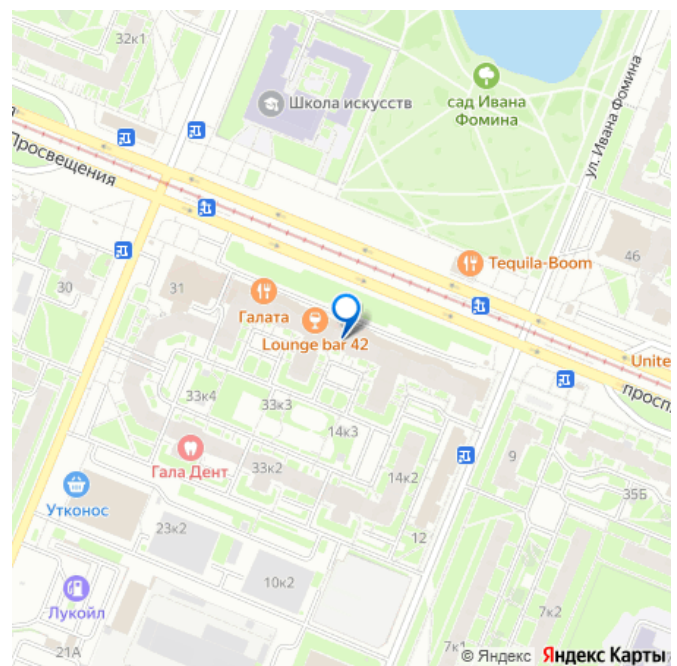 32к1
Школа искусств
сад Ивана
Фомина
ул. Ивана Фомина
Просвещения
46
Tequila-Boom
30
31
Галата
Lounge bar 42
Unite
просп.
33к4
33к3
14к3
Гала Дент
33к2
14к2
9
35Б
Утконос
23к2
12
10к2
Лукойл
7к2
21А
7к1
© Яндекс Яндекс Карты